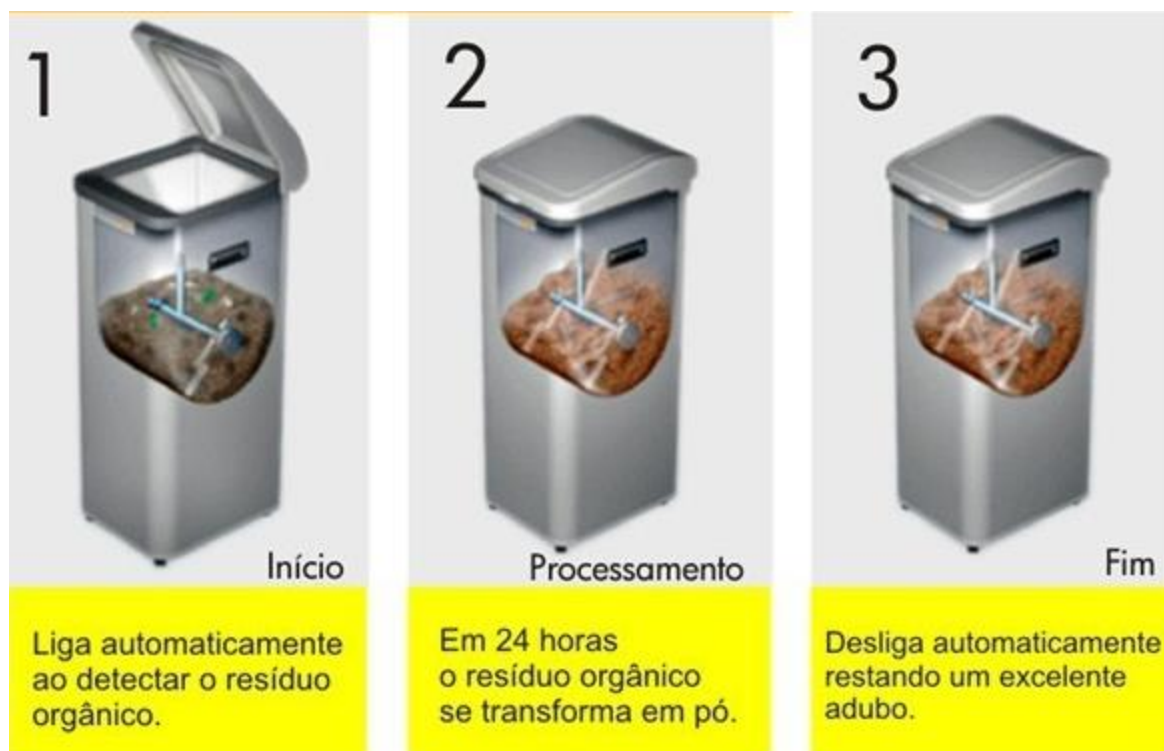 1
Início
Liga automaticamente
ao detectar o resíduo
orgânico.
2
Processamento
Em 24 horas
o resíduo orgânico
se transforma em pó.
3
Fim
Desliga automaticamente
restando um excelente
adubo.